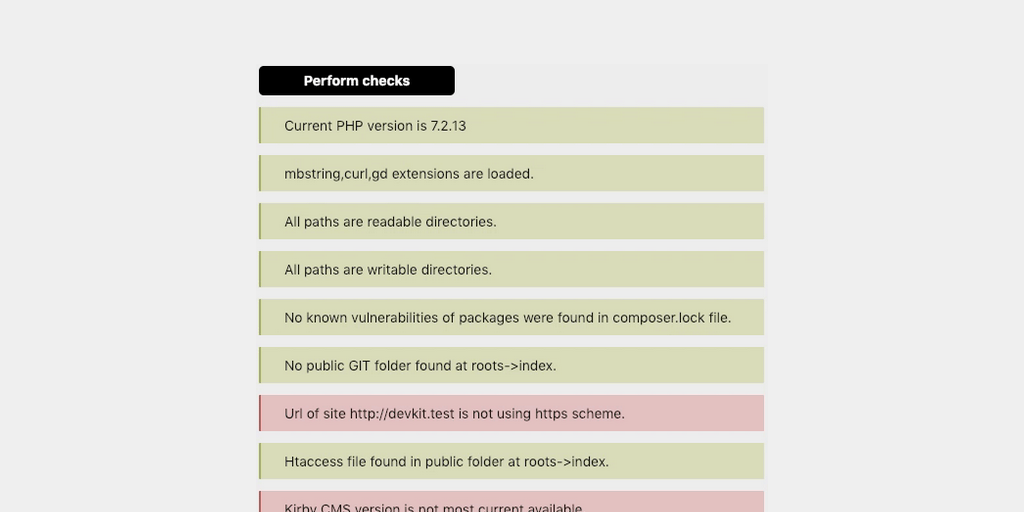 Perform checks
Current PHP version is 7.2.13
mbstring,curl,gd extensions are loaded.
All paths are readable directories.
All paths are writable directories.
No known vulnerabilities of packages were found in composer.lock file.
No public GIT folder found at roots->index.
Url of site http://devkit.test is not using https scheme.
Htaccess file found in public folder at roots->index.
Kirby CMS version is not most current available